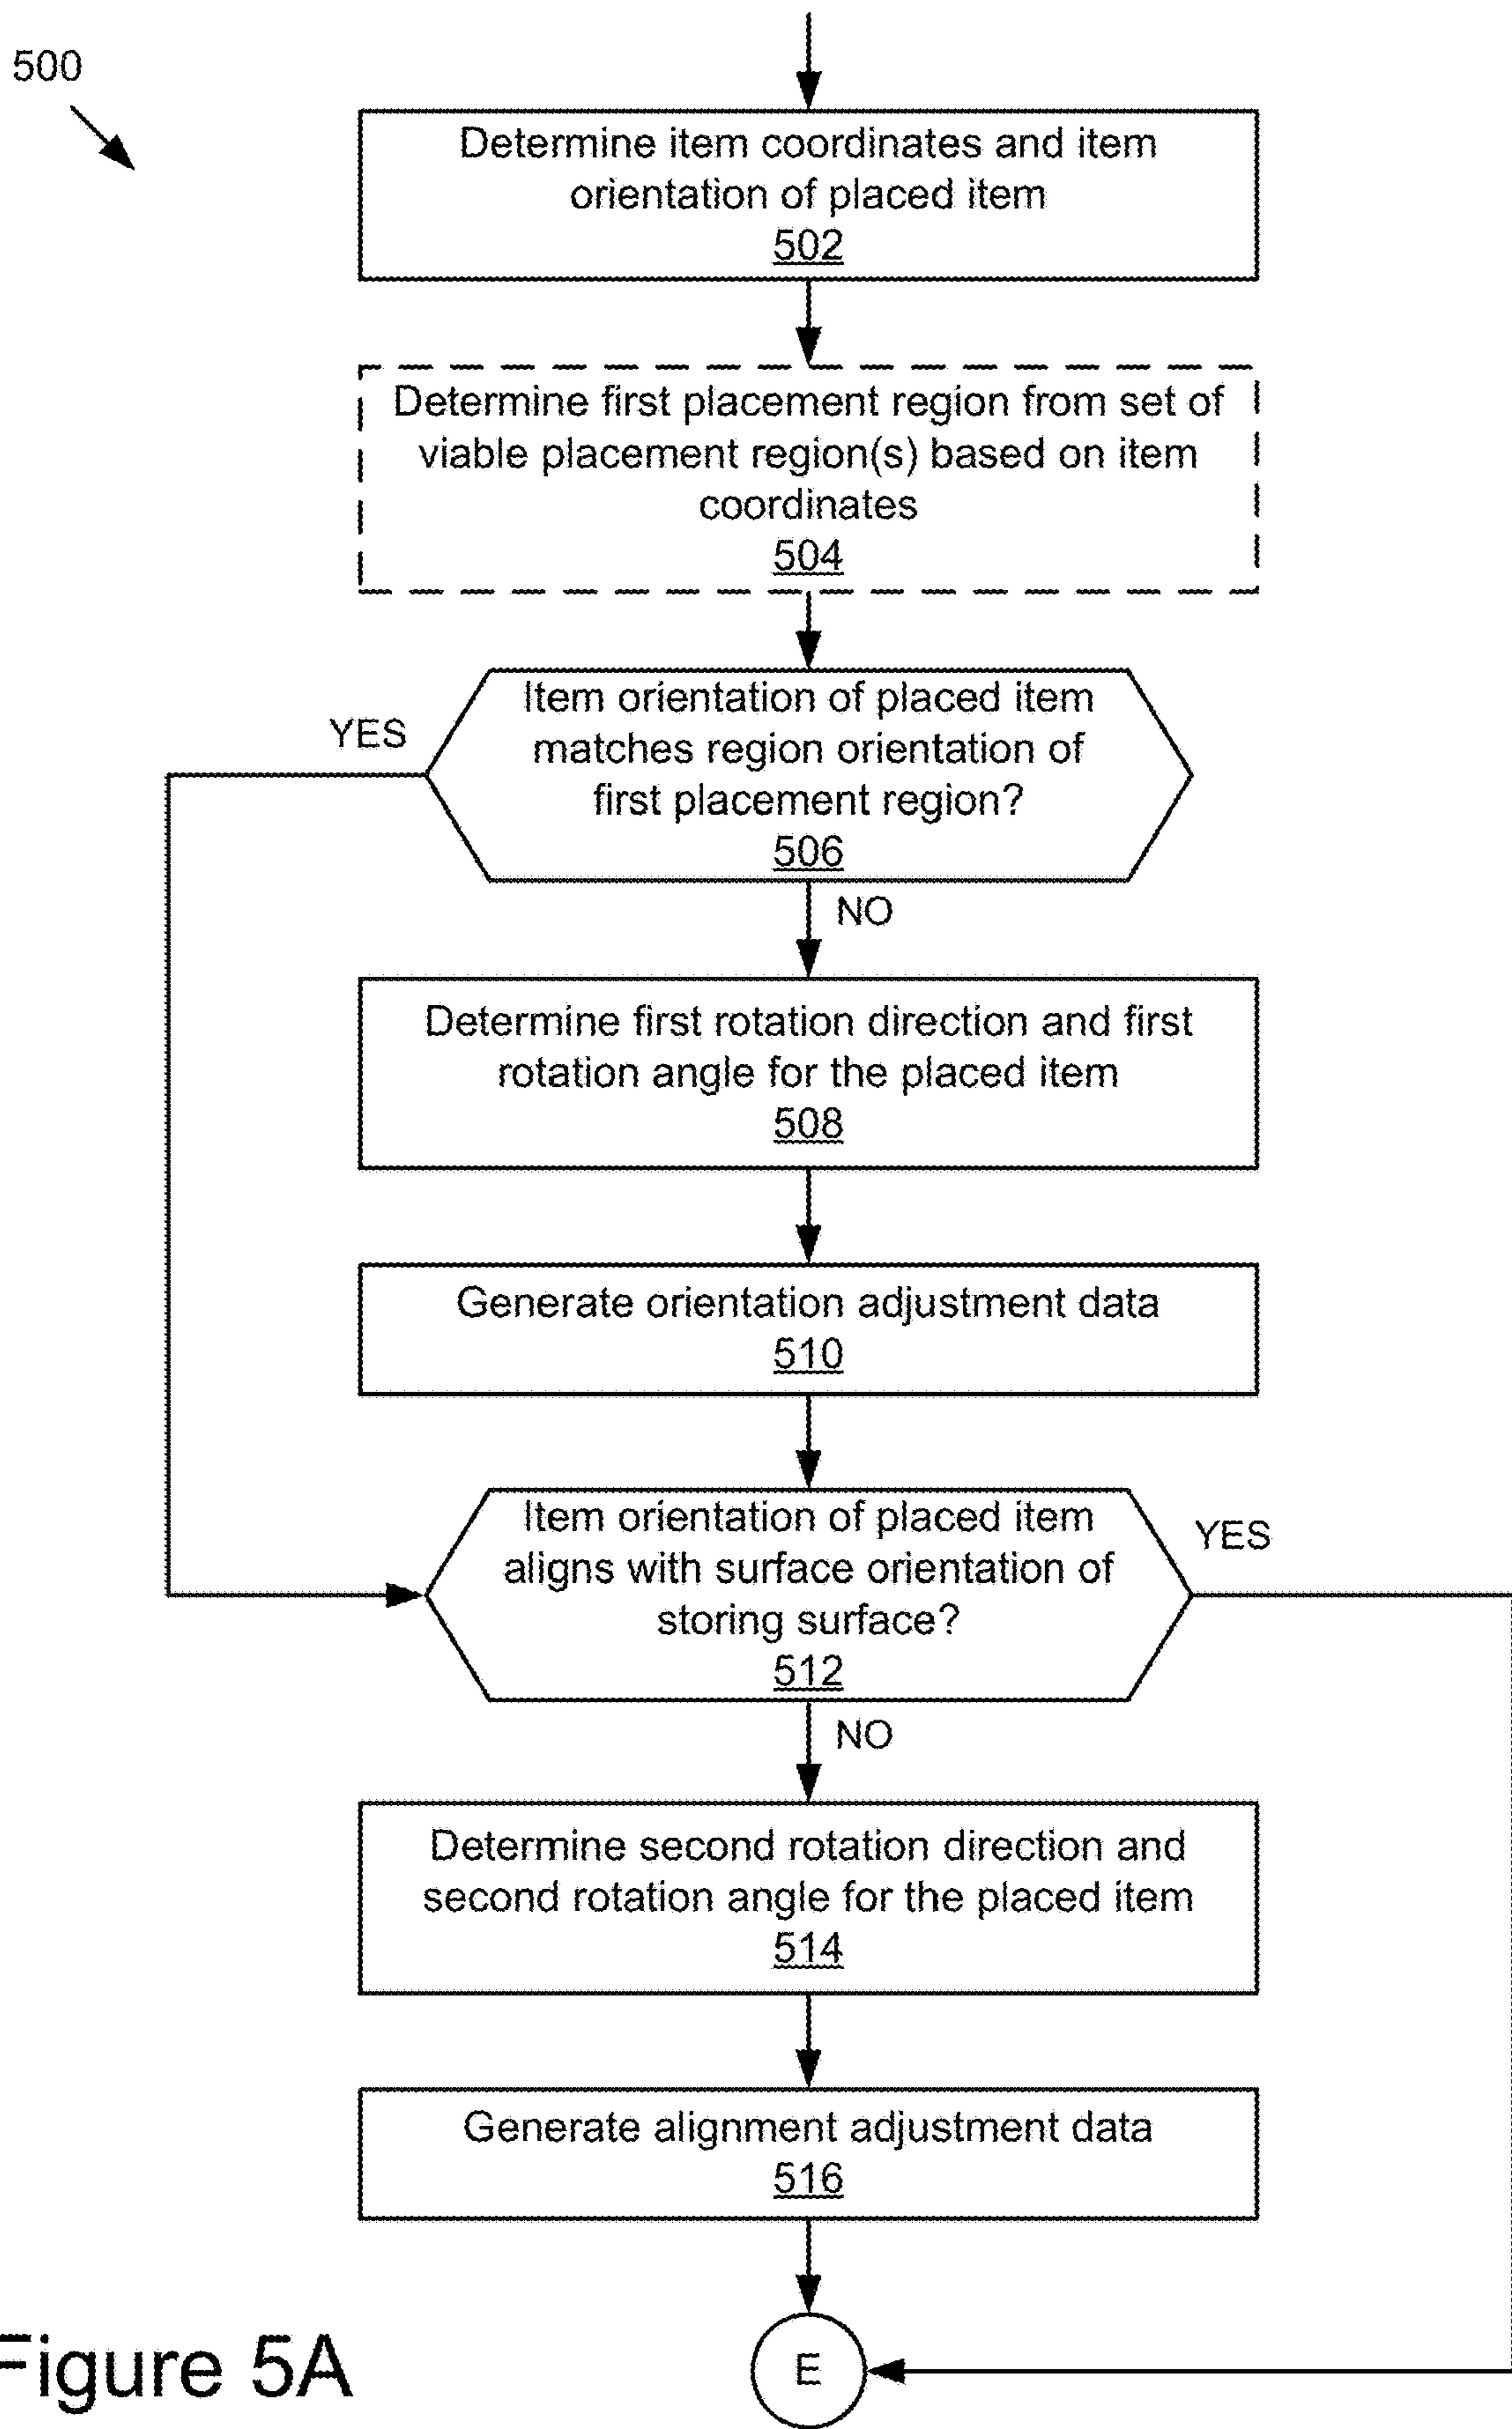 500
Determine item coordinates and item
orientation of placed item
502
Determine first placement region from set of
viable placement region(s) based on item
coordinates
504
YES
Item orientation of placed item
matches region orientation of
first placement region?
506
NO
Determine first rotation direction and first
rotation angle for the placed item
508
Generate orientation adjustment data
510
Item orientation of placed item
aligns with surface orientation of
storing surface?
512
YES
NO
Determine second rotation direction and
second rotation angle for the placed item
514
Generate alignment adjustment data
516
E
Figure 5A